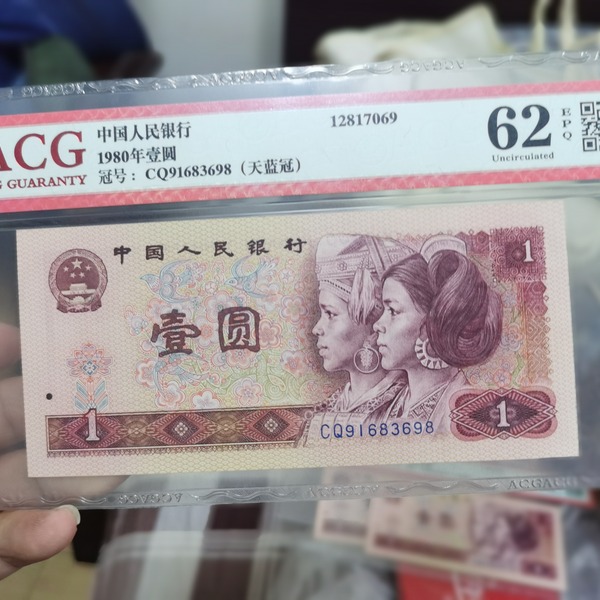 ACG
GUARANTY
中国人民银行
1980年壹圆
冠号：CQ91683698（天蓝冠）
12817069
62
EPQ
Uncirculated
中国人民银行
1
壹圆
1
CQ91683698
1
ACGACG